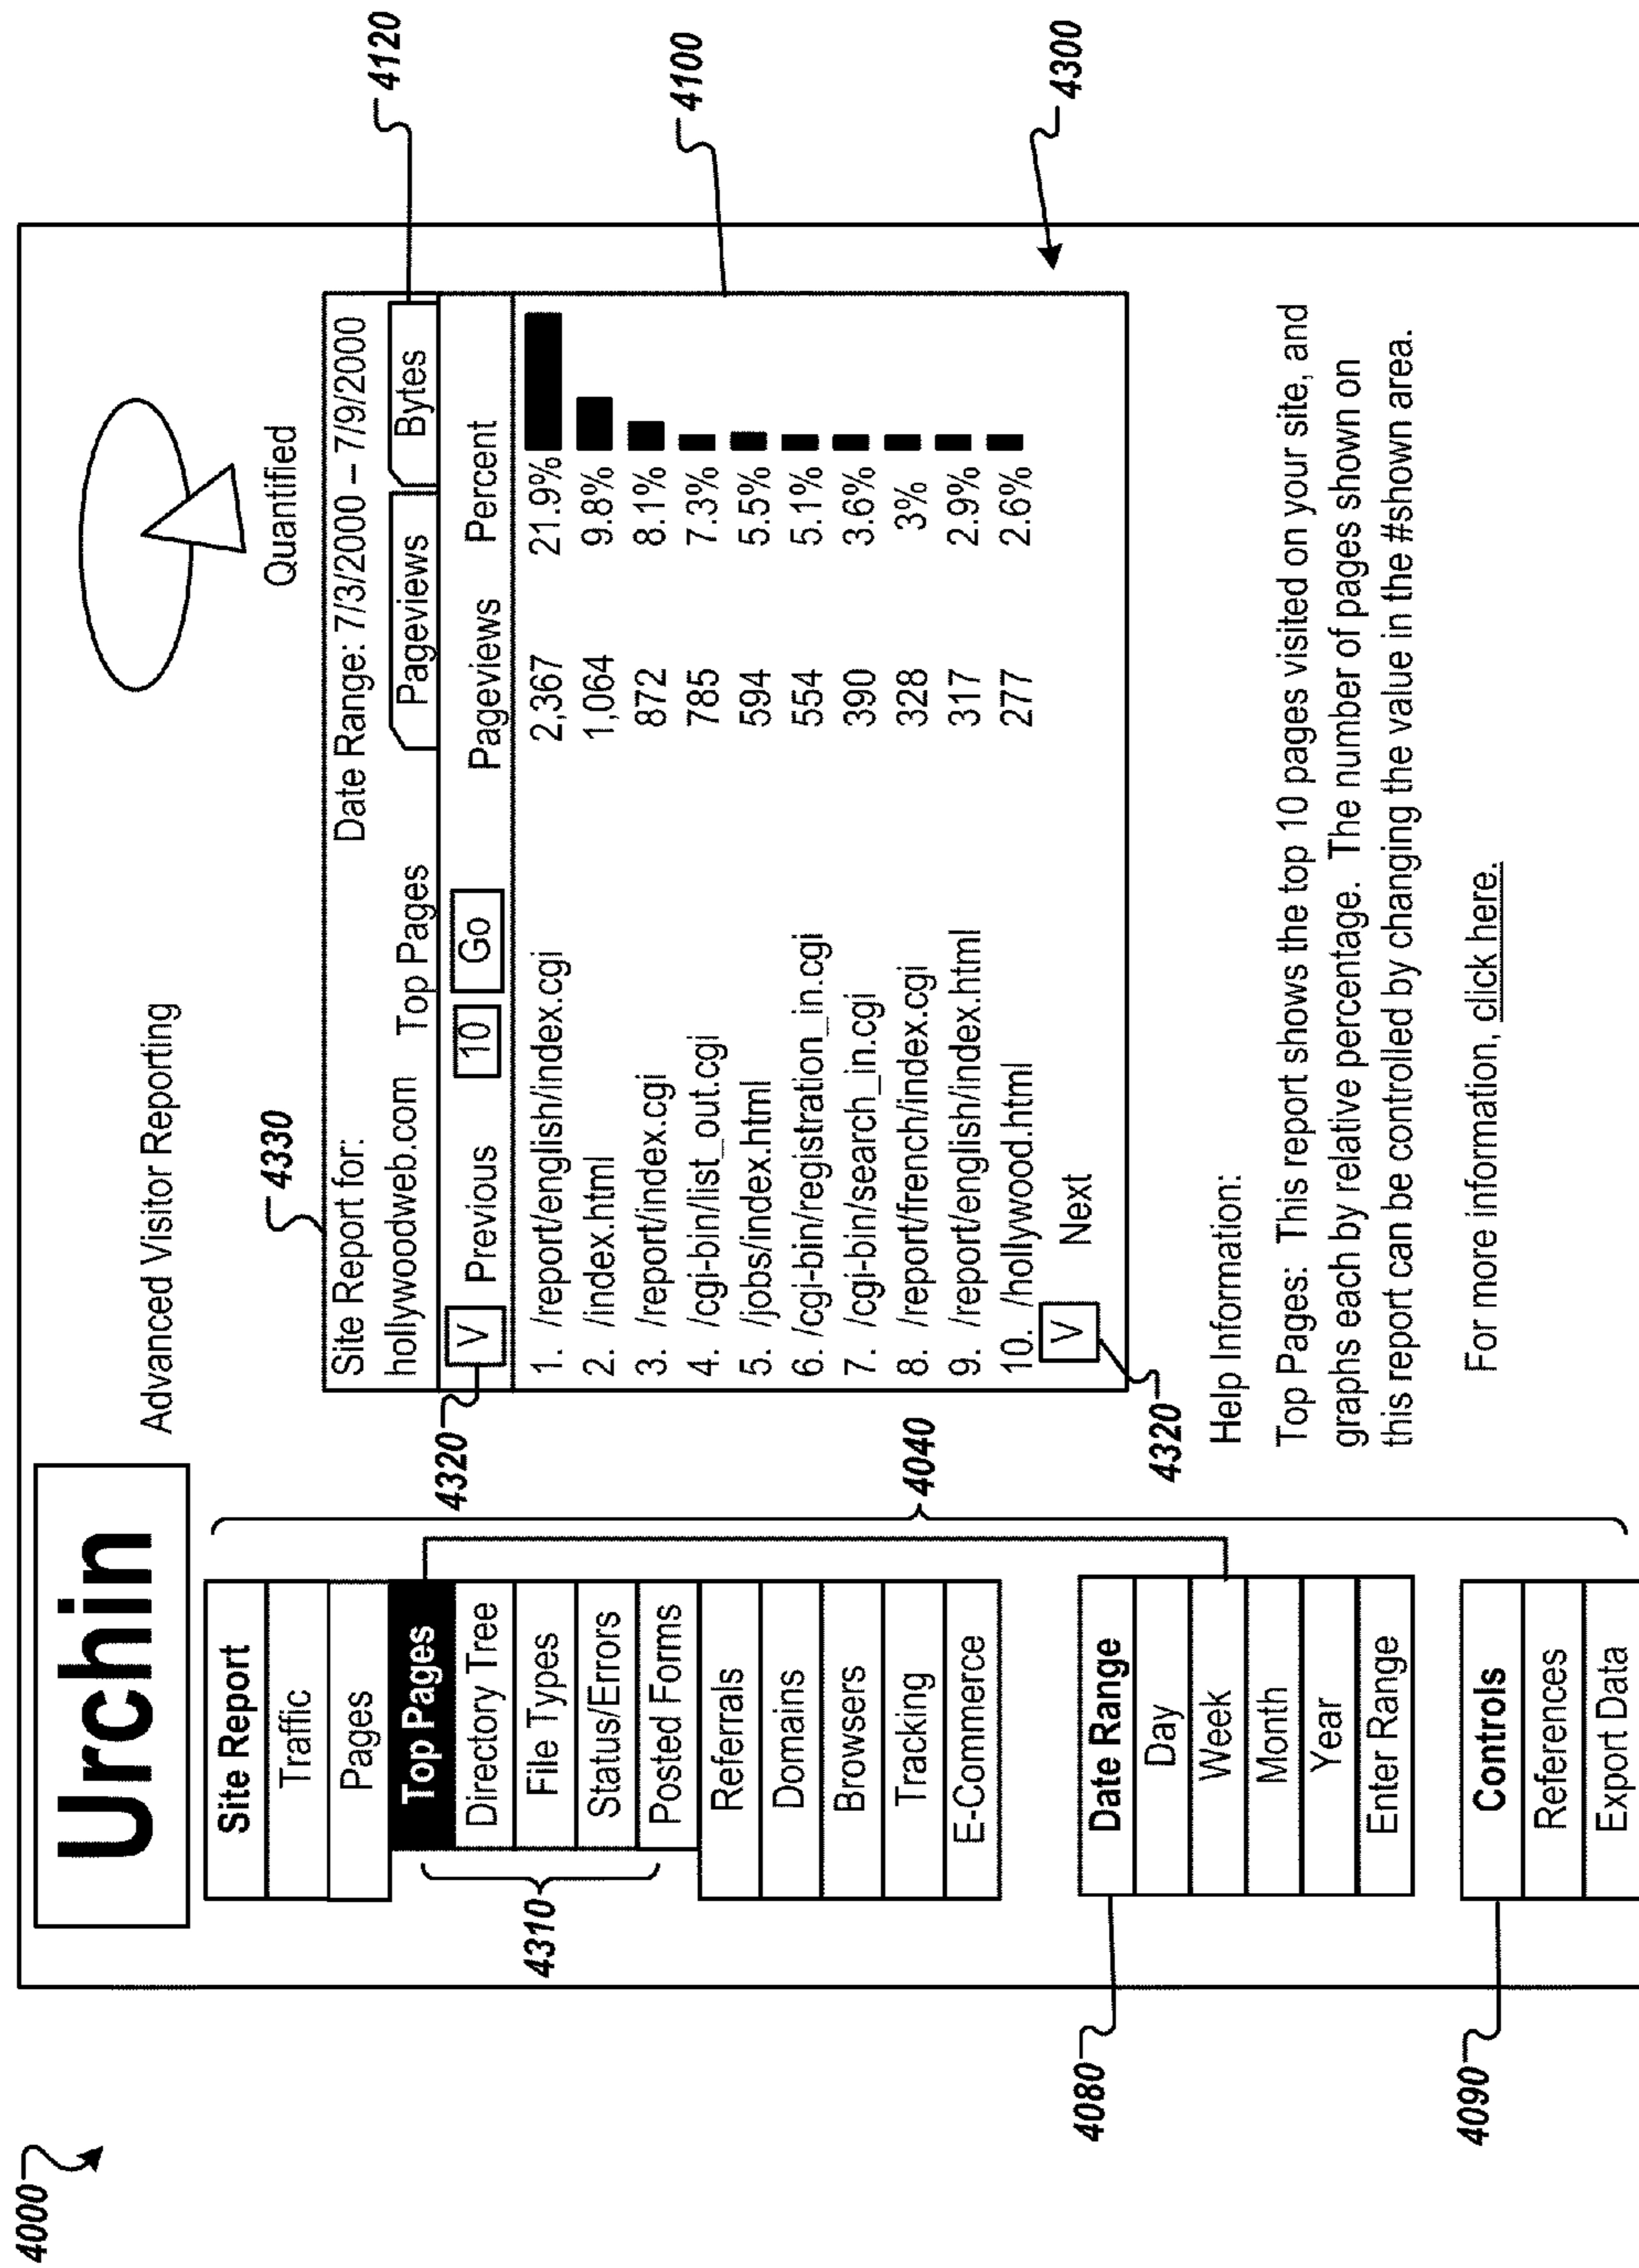 4000
Urchin
Advanced Visitor Reporting
Quantified
4330
4120
4100
4300
4320
4320
4040
4310
4080
4090
Site Report
Traffic
Pages
Top Pages
Directory Tree
File Types
Status/Errors
Posted Forms
Referrals
Domains
Browsers
Tracking
E-Commerce
Date Range
Day
Week
Month
Year
Enter Range
Controls
References
Export Data
Site Report for: Date Range: 7/3/2000 – 7/9/2000
hollywoodweb.com Top Pages Pageviews Bytes
V Previous 10 Go Pageviews Percent
1. /report/english/index.cgi 2,367 21.9%
2. /index.html 1,064 9.8%
3. /report/index.cgi 872 8.1%
4. /cgi-bin/list_out.cgi 785 7.3%
5. /jobs/index.html 594 5.5%
6. /cgi-bin/registration_in.cgi 554 5.1%
7. /cgi-bin/search_in.cgi 390 3.6%
8. /report/french/index.cgi 328 3%
9. /report/english/index.html 317 2.9%
10. /hollywood.html 277 2.6%
V Next
Help Information:
Top Pages: This report shows the top 10 pages visited on your site, and
graphs each by relative percentage. The number of pages shown on
this report can be controlled by changing the value in the #shown area.
For more information, click here.